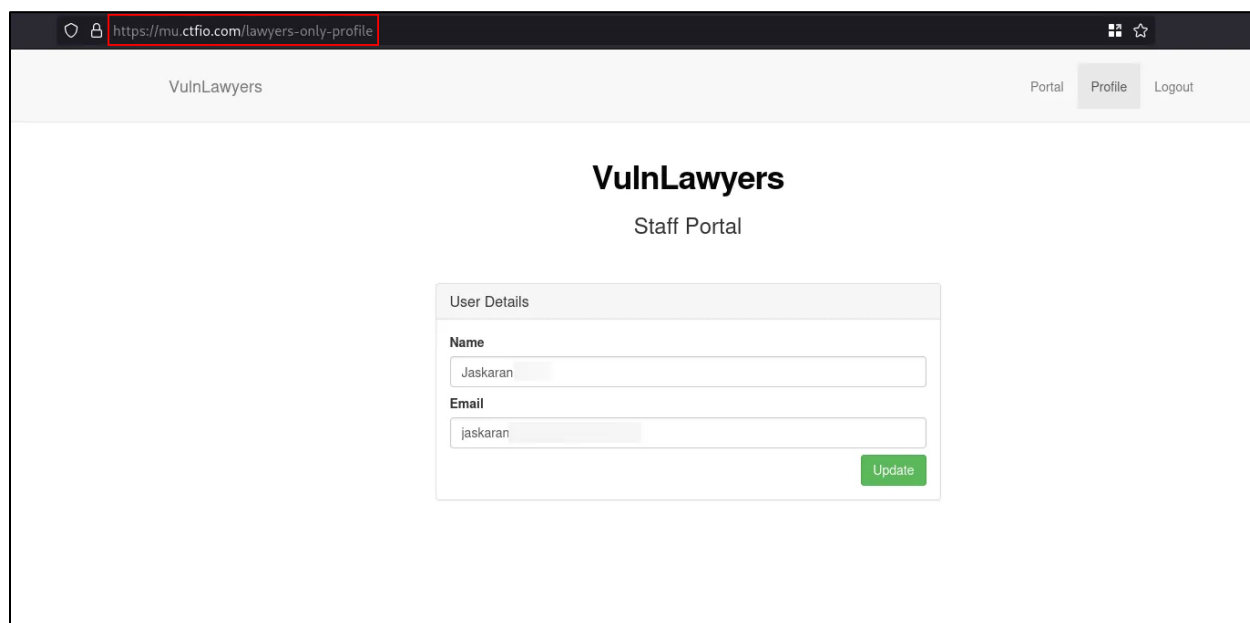 https://mu.ctfio.com/lawyers-only-profile
VulnLawyers Portal Profile Logout
VulnLawyers
Staff Portal
User Details
Name
Jaskaran
Email
jaskaran
Update